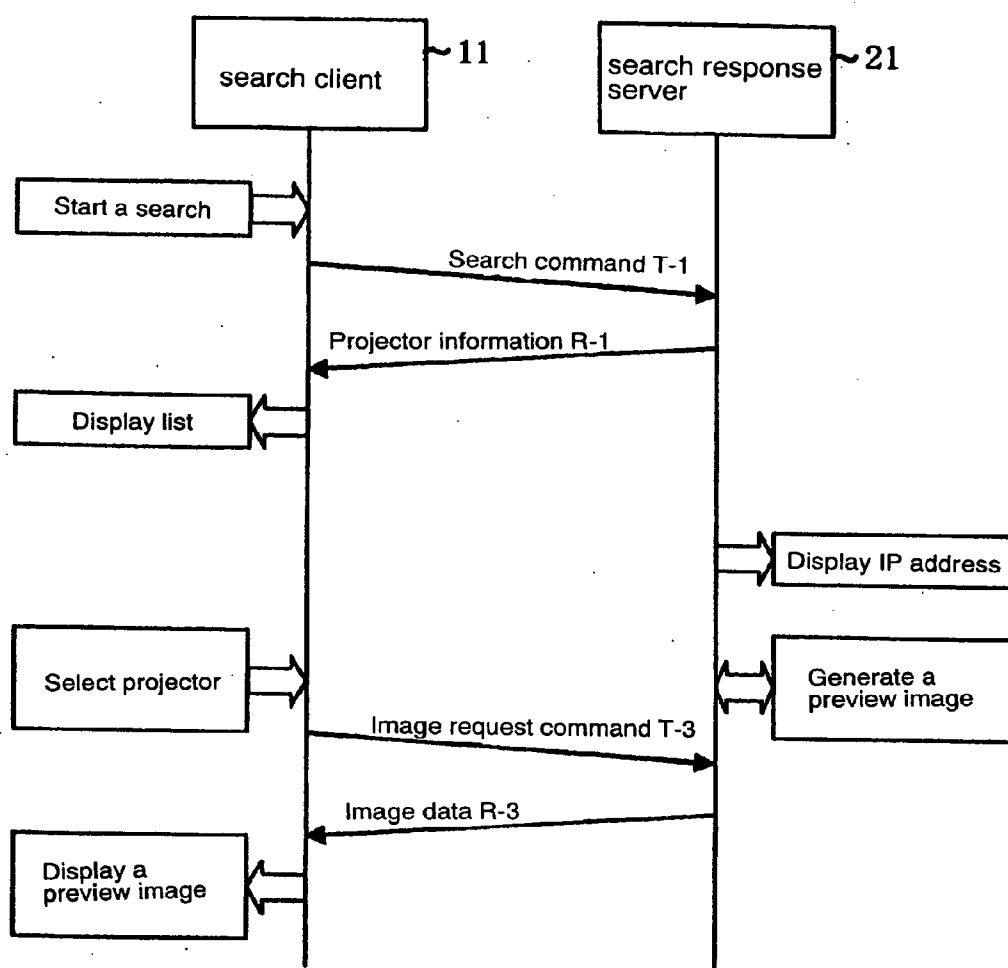 search client
~11
search response
server
~21
Start a search
Search command T-1
Projector information R-1
Display list
Display IP address
Select projector
Generate a
preview image
Image request command T-3
Image data R-3
Display a
preview image